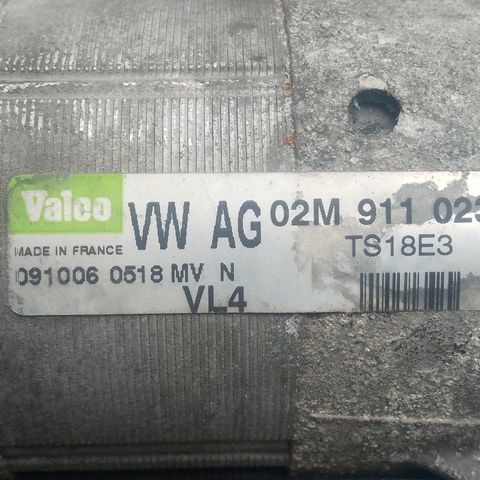 Valeo
VW AG 02M 911 023
MADE IN FRANCE
TS18E3
091006 0518 MV N
VL4